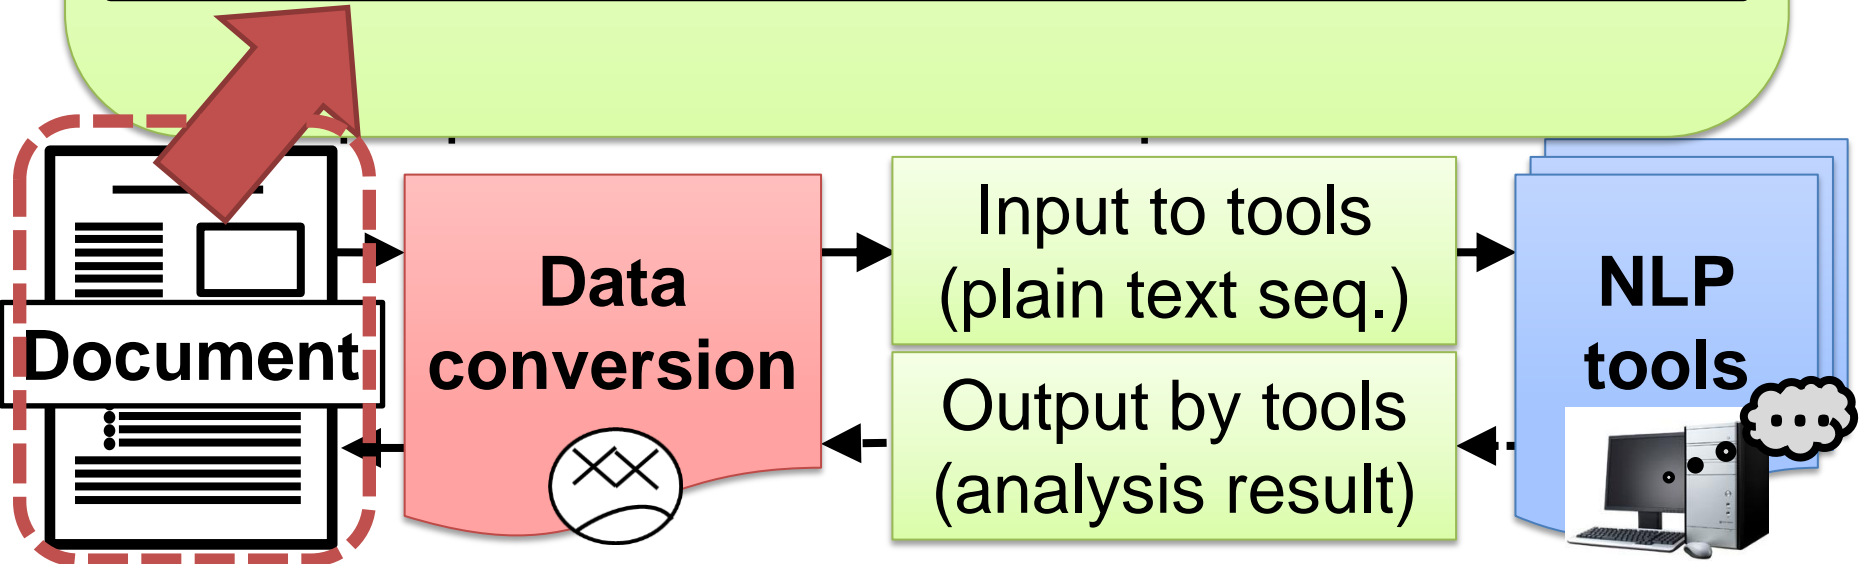 Document
Data
conversion
Input to tools
(plain text seq.)
Output by tools
(analysis result)
NLP
tools
...